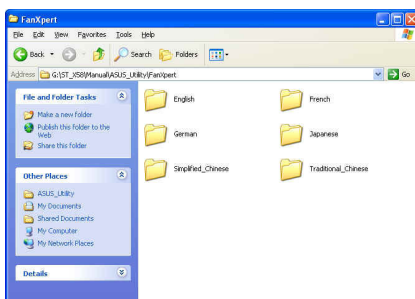 FanXpert
File Edit View Favorites Tools Help
Back Search Folders
Address G:\ST_X58\Manual\ASUS_Utility\FanXpert Go
File and Folder Tasks
Make a new folder
Publish this folder to the
Web
Share this folder
Other Places
ASUS_Utility
My Documents
Shared Documents
My Computer
My Network Places
Details
English
French
German
Japanese
Simplified_Chinese
Traditional_Chinese